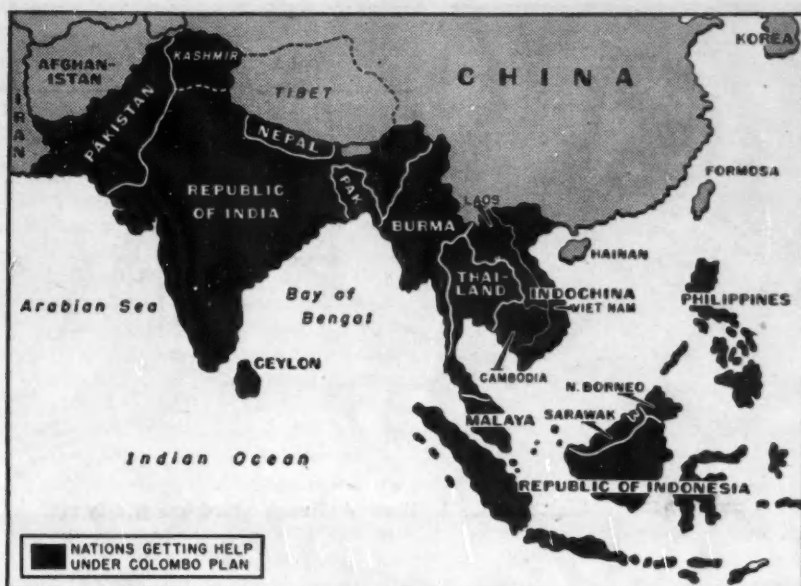 KOREA
AFGHAN-
ISTAN
KASHMIR
CHINA
TIBET
IRAN
PAKISTAN
NEPAL
FORMOSA
REPUBLIC
OF INDIA
PAK.
LAOS
BURMA
HAINAN
THAI-
LAND
INDOCHINA
VIET NAM
PHILIPPINES
Arabian Sea
Bay of
Bengal
CEYLON
CAMBODIA
N. BORNEO
MALAYA
SARAWAK
Indian Ocean
REPUBLIC OF INDONESIA
NATIONS GETTING HELP
UNDER COLOMBO PLAN